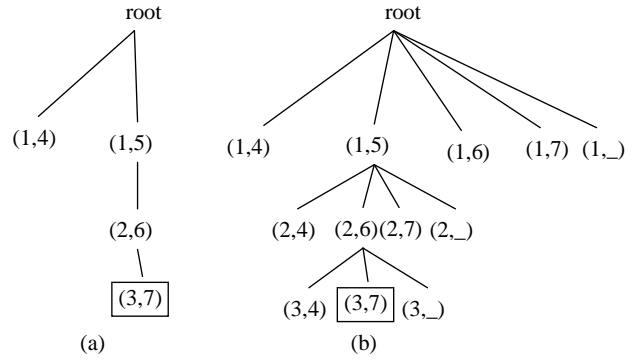 root root
(1,4) (1,5) (1,4) (1,5) (1,6) (1,7) (1,_)
(2,6) (2,4) (2,6) (2,7) (2,_)
(3,7) (3,4) (3,7) (3,_)
(a) (b)